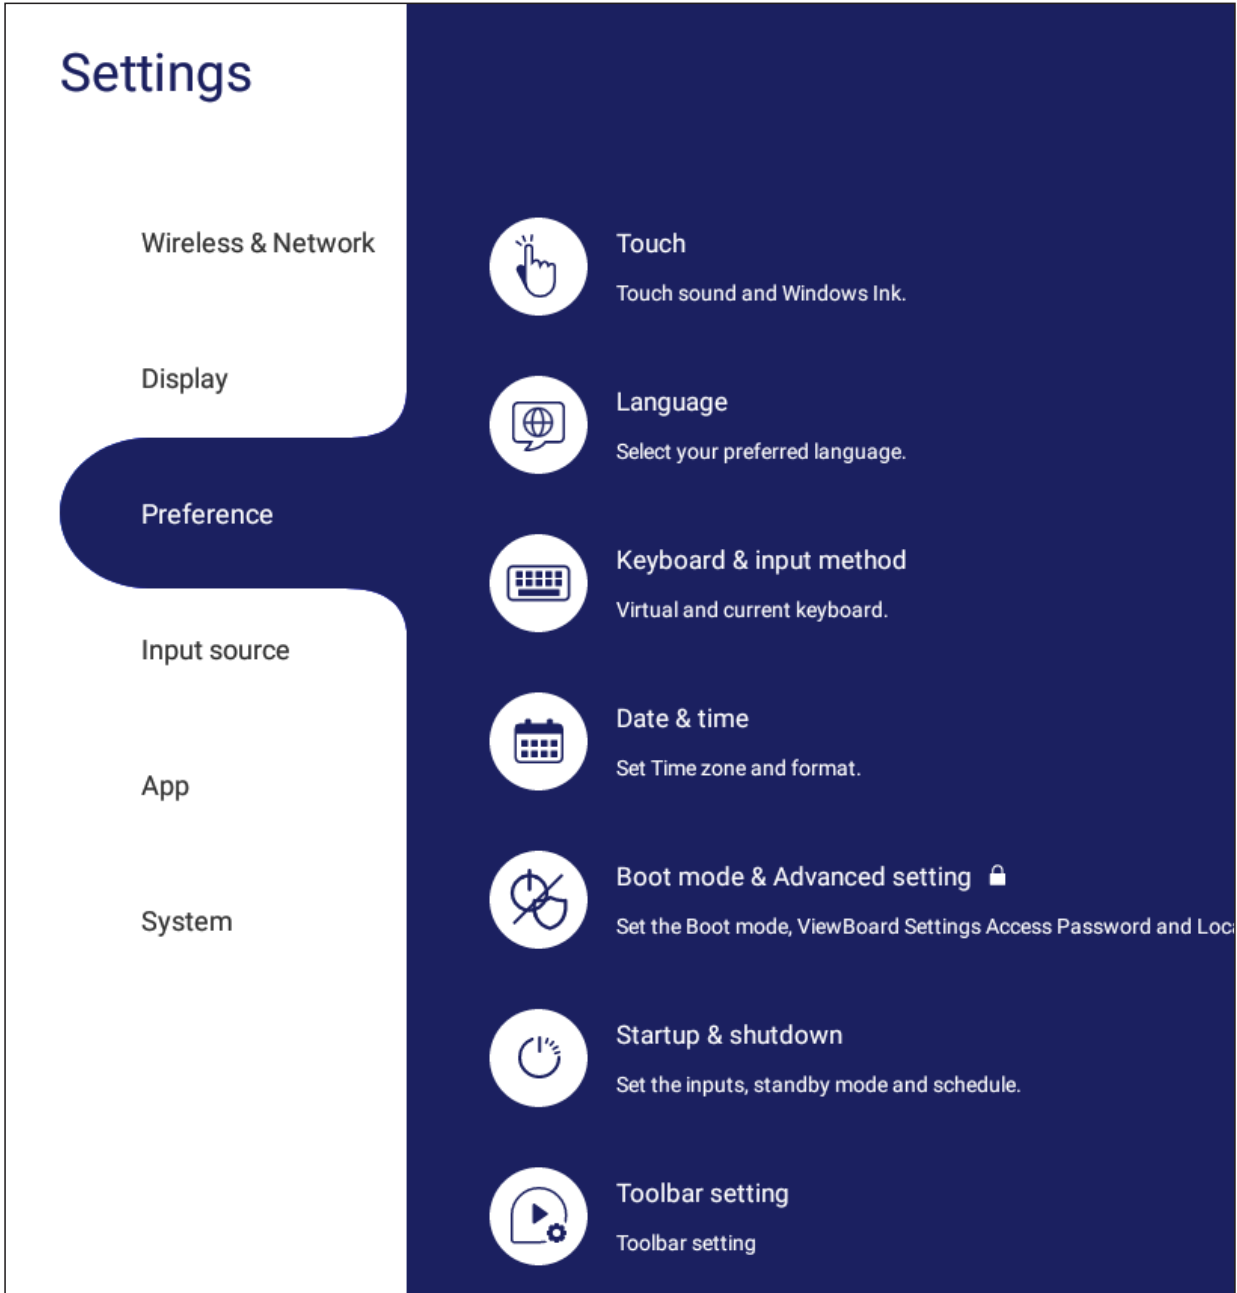 Settings
Wireless & Network
Display
Preference
Input source
App
System
Touch
Touch sound and Windows Ink.
Language
Select your preferred language.
Keyboard & input method
Virtual and current keyboard.
Date & time
Set Time zone and format.
Boot mode & Advanced setting
Set the Boot mode, ViewBoard Settings Access Password and
Startup & shutdown
Set the inputs, standby mode and schedule.
Toolbar setting
Toolbar setting